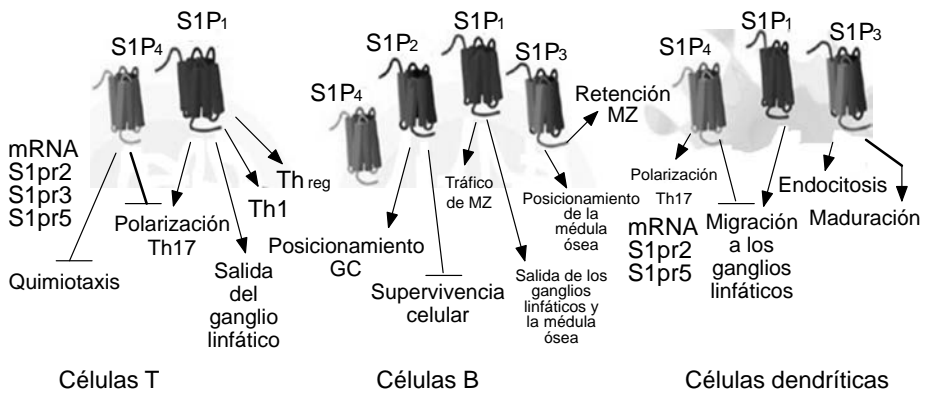 S1P4
S1P1
mRNA
S1pr2
S1pr3
S1pr5
Quimiotaxis
Polarización
Th17
Salida
del
ganglio
linfático
Th1
Th reg
Células T
S1P4
S1P2
S1P1
S1P3
Retención
MZ
Posicionamiento
GC
Supervivencia
celular
Tráfico
de MZ
Salida de los
ganglios
linfáticos y
la médula
ósea
Posicionamiento
de la
médula
ósea
Células B
S1P4
S1P1
S1P3
Polarización
Th17
mRNA
S1pr2
S1pr5
Migración
a los
ganglios
linfáticos
Endocitosis
Maduración
Células dendríticas